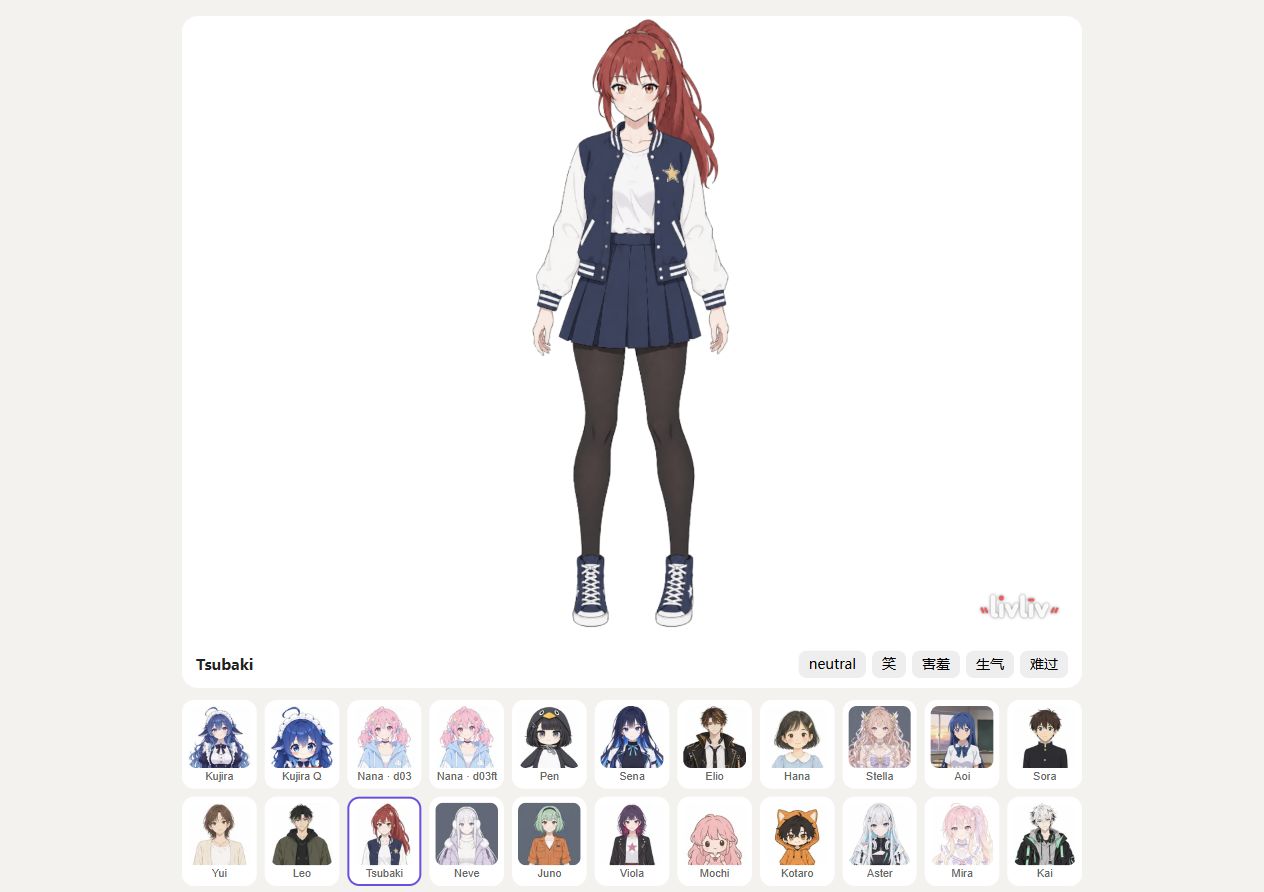 livliv
Tsubaki
neutral 笑 害羞 生气 难过
Kujira Kujira Q Nana · d03 Nana · d03ft Pen Sena Elio Hana Stella Aoi Sora
Yui Leo Tsubaki Neve Juno Viola Mochi Kotaro Aster Mira Kai